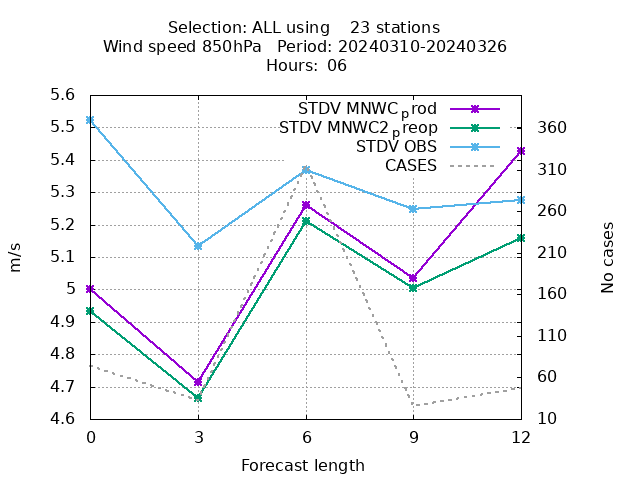 Selection: ALL using 23 stations
Wind speed 850hPa Period: 20240310-20240326
Hours: 06
STDV MNWCprod
STDV MNWC2preop
STDV OBS
CASES
5.6
5.5
5.4
5.3
5.2
5.1
5
4.9
4.8
4.7
4.6
m/s
360
310
260
210
160
110
60
10
No cases
0 3 6 9 12
Forecast length